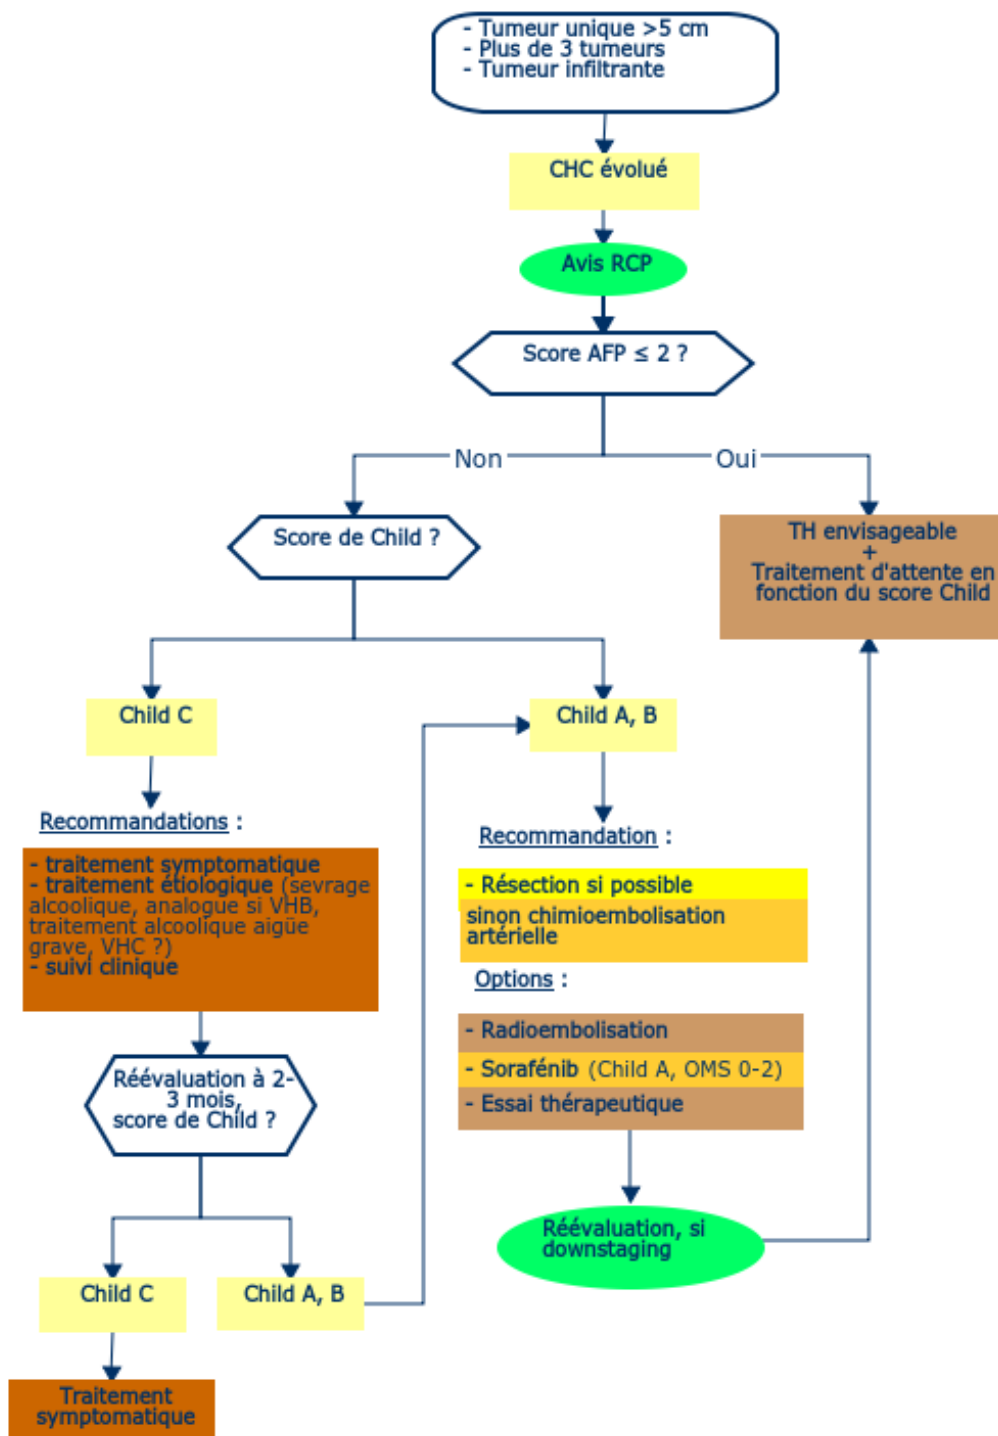 - Tumeur unique >5 cm
- Plus de 3 tumeurs
- Tumeur infiltrante
CHC évolué
Avis RCP
Score AFP ≤ 2 ?
Non
Oui
Score de Child ?
TH envisageable
+
Traitement d'attente en
fonction du score Child
Child C
Child A, B
Recommandations :
- traitement symptomatique
- traitement étiologique (sevrage
alcoolique, analogue si VHB,
traitement alcoolique aigüe
grave, VHC ?)
- suivi clinique
Recommandation :
- Résection si possible
sinon chimioembolisation
artérielle
Options :
- Radioembolisation
- Sorafénib (Child A, OMS 0-2)
- Essai thérapeutique
Réévaluation à 2-
3 mois,
score de Child ?
Réévaluation, si
downstaging
Child C
Child A, B
Traitement
symptomatique